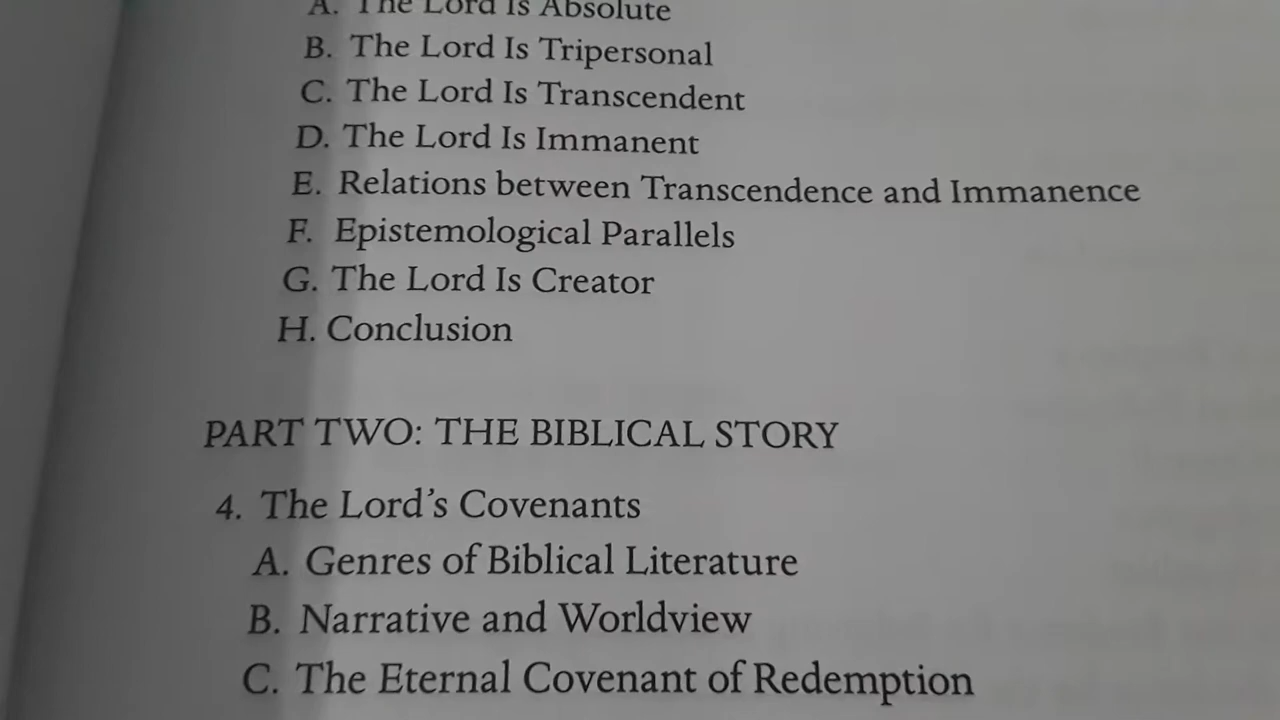 A. The Lord Is Absolute
B. The Lord Is Tripersonal
C. The Lord Is Transcendent
D. The Lord Is Immanent
E. Relations between Transcendence and Immanence
F. Epistemological Parallels
G. The Lord Is Creator
H. Conclusion
PART TWO: THE BIBLICAL STORY
4. The Lord’s Covenants
A. Genres of Biblical Literature
B. Narrative and Worldview
C. The Eternal Covenant of Redemption